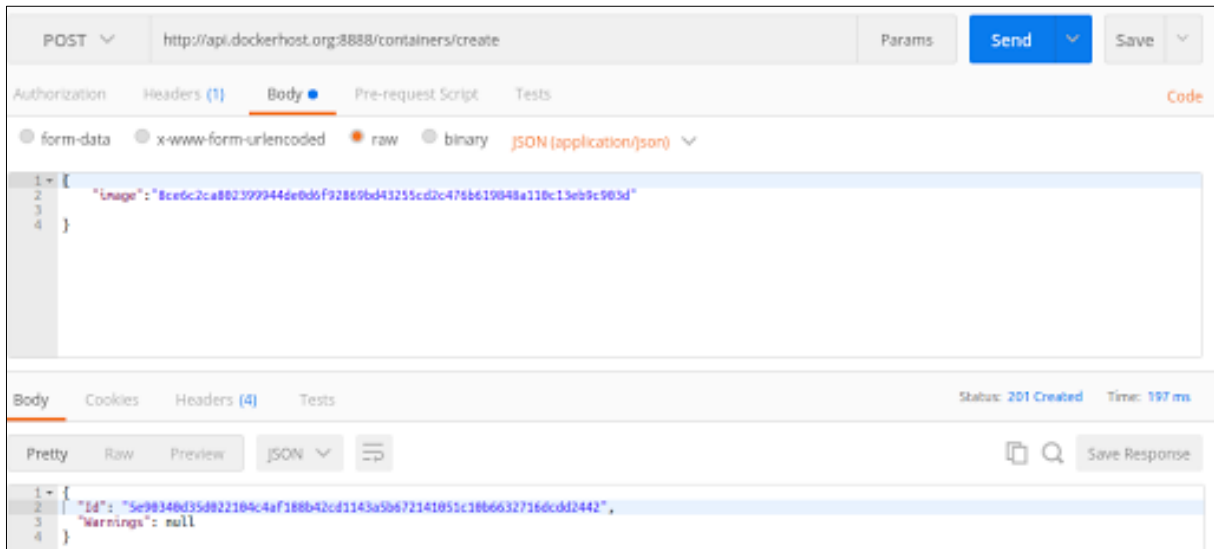 POST http://api.dockerhost.org:8888/containers/create Params Send Save
Authorization Headers (1) Body Pre-request Script Tests Code
form-data x-www-form-urlencoded raw binary JSON (application/json)
1 {
2 "image":"8ce6c2ca802399944de0d6f92869bd43255cd2c476b619848a110c13eb9c903d"
3
4 }
Body Cookies Headers (4) Tests Status: 201 Created Time: 197 ms
Pretty Raw Preview JSON Save Response
1 {
2 "Id": "5e90340d35d022104c4af188b42cd1143a5b672141051c10b6632716dcdd2442",
3 "Warnings": null
4 }